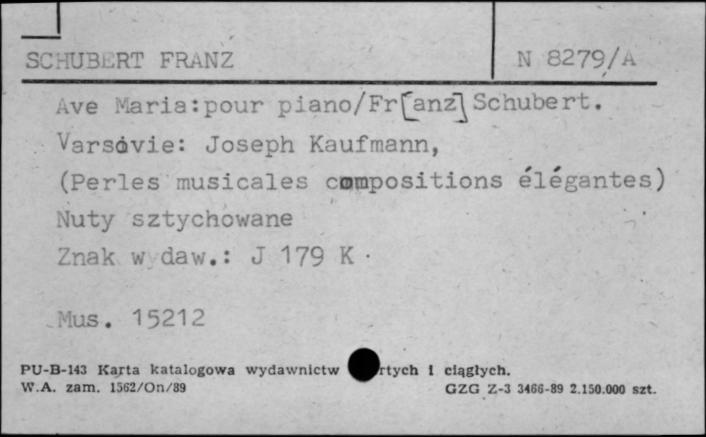 SCHUBERT FRANZ N 8279/A
Ave Maria:pour piano/Fr[anz] Schubert.
Varsovie: Joseph Kaufmann,
(Perles musicales compositions élégantes)
Nuty sztychowane
Znak wydaw.: J 179 K.
Mus. 15212
PU-B-143 Karta katalogowa wydawnictw rtych i ciągłych.
W.A. zam. 1562/On/89 GZG Z-3 3466-89 2.150.000 szt.